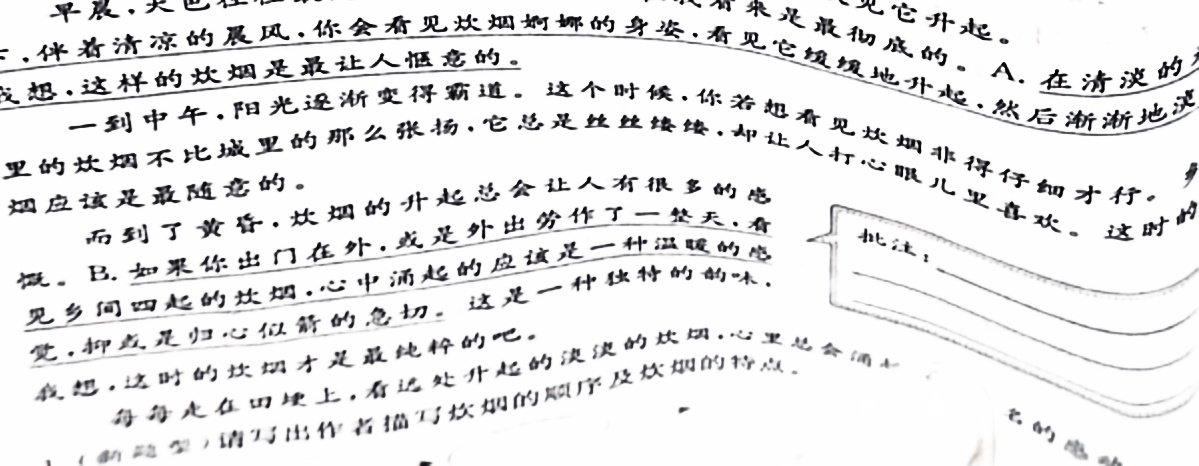 早晨，
见它升起。
来是最彻底的。A. 在清淡的
，伴着清凉的晨风，你会看见炊烟婀娜的身姿，看见它缓缓地升起，然后渐渐地淡
我想，这样的炊烟是最让人惬意的。
一到中午，阳光逐渐变得霸道。这个时候，你若想看见炊烟非得仔细才行。
里的炊烟不比城里的那么张扬，它总是丝丝缕缕，却让人打心眼儿里喜欢。这时的
烟应该是最随意的。
而到了黄昏，炊烟的升起总会让人有很多的感
慨。B. 如果你出门在外，或是外出劳作了一整天，看
见乡间四起的炊烟，心中涌起的应该是一种温暖的感
觉，抑或是归心似箭的急切。这是一种独特的韵味，
我想，这时的炊烟才是最纯粹的吧。
批注：
每每走在田埂上，看远处升起的淡淡的炊烟，心里总会涌
名的感动
（新题型）请写出作者描写炊烟的顺序及炊烟的特点。